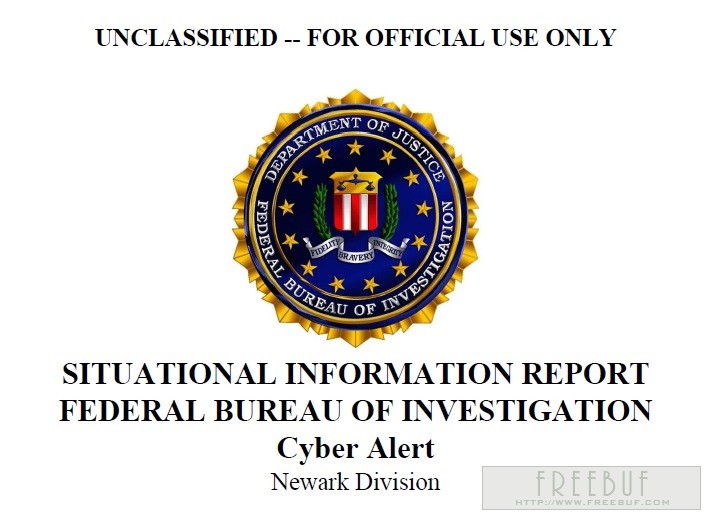 UNCLASSIFIED -- FOR OFFICIAL USE ONLY
DEPARTMENT OF JUSTICE
FIDELITY BRAVERY INTEGRITY
FEDERAL BUREAU OF INVESTIGATION
SITUATIONAL INFORMATION REPORT
FEDERAL BUREAU OF INVESTIGATION
Cyber Alert
Newark Division
FREEBUF
HTTP://WWW.FREEBUF.COM